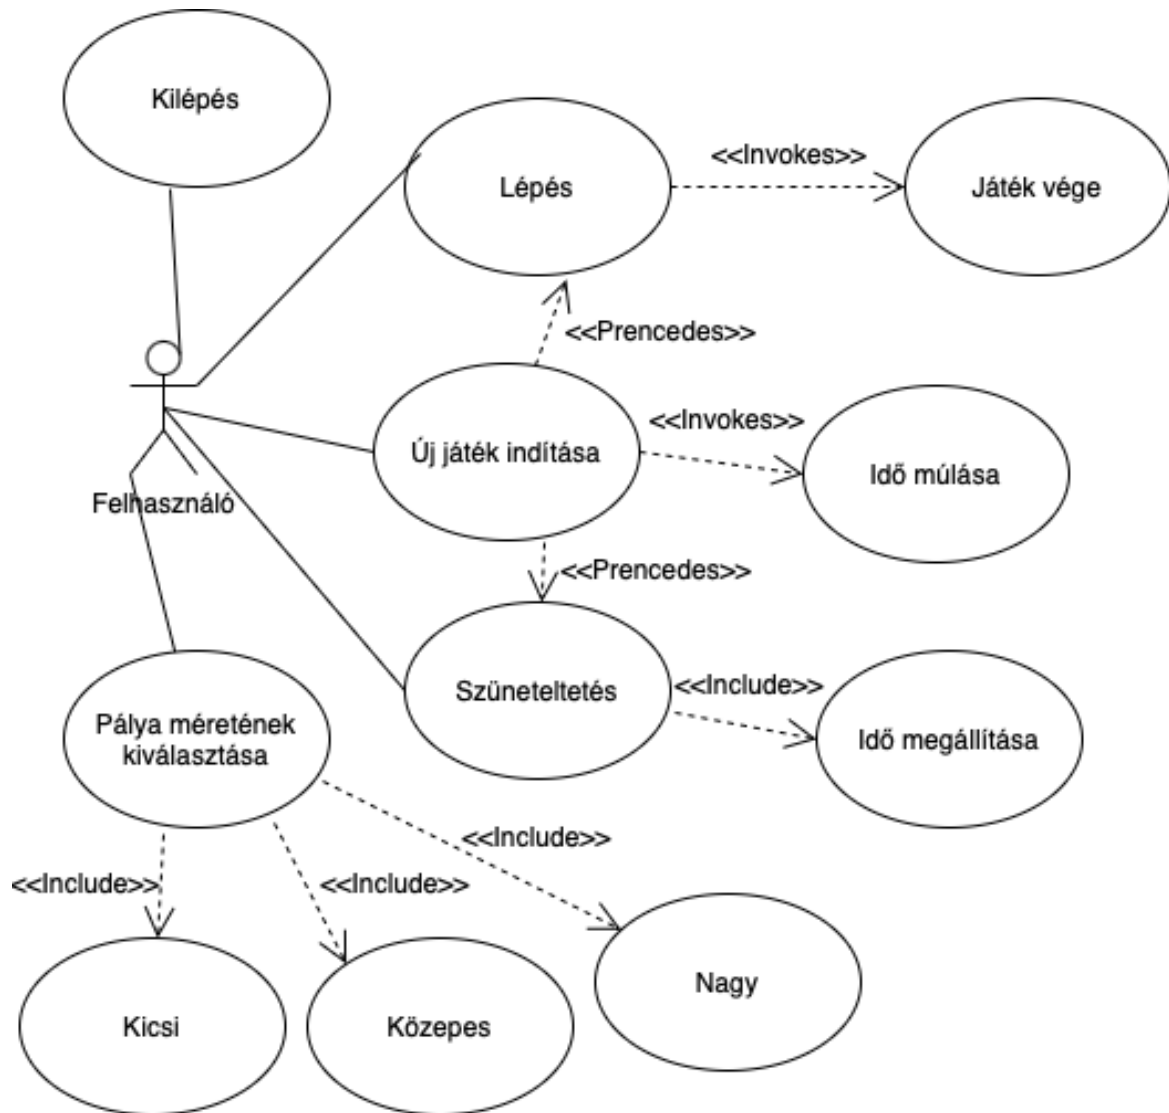 Kilépés
<<Invokes>>
Lépés
Játék vége
<<Prencedes>>
<<Invokes>>
Új játék indítása
Idő múlása
Felhasználó
<<Prencedes>>
Szüneteltetés
<<Include>>
Pálya méretének
kiválasztása
Idő megállítása
<<Include>>
<<Include>>
<<Include>>
Nagy
Kicsi
Közepes